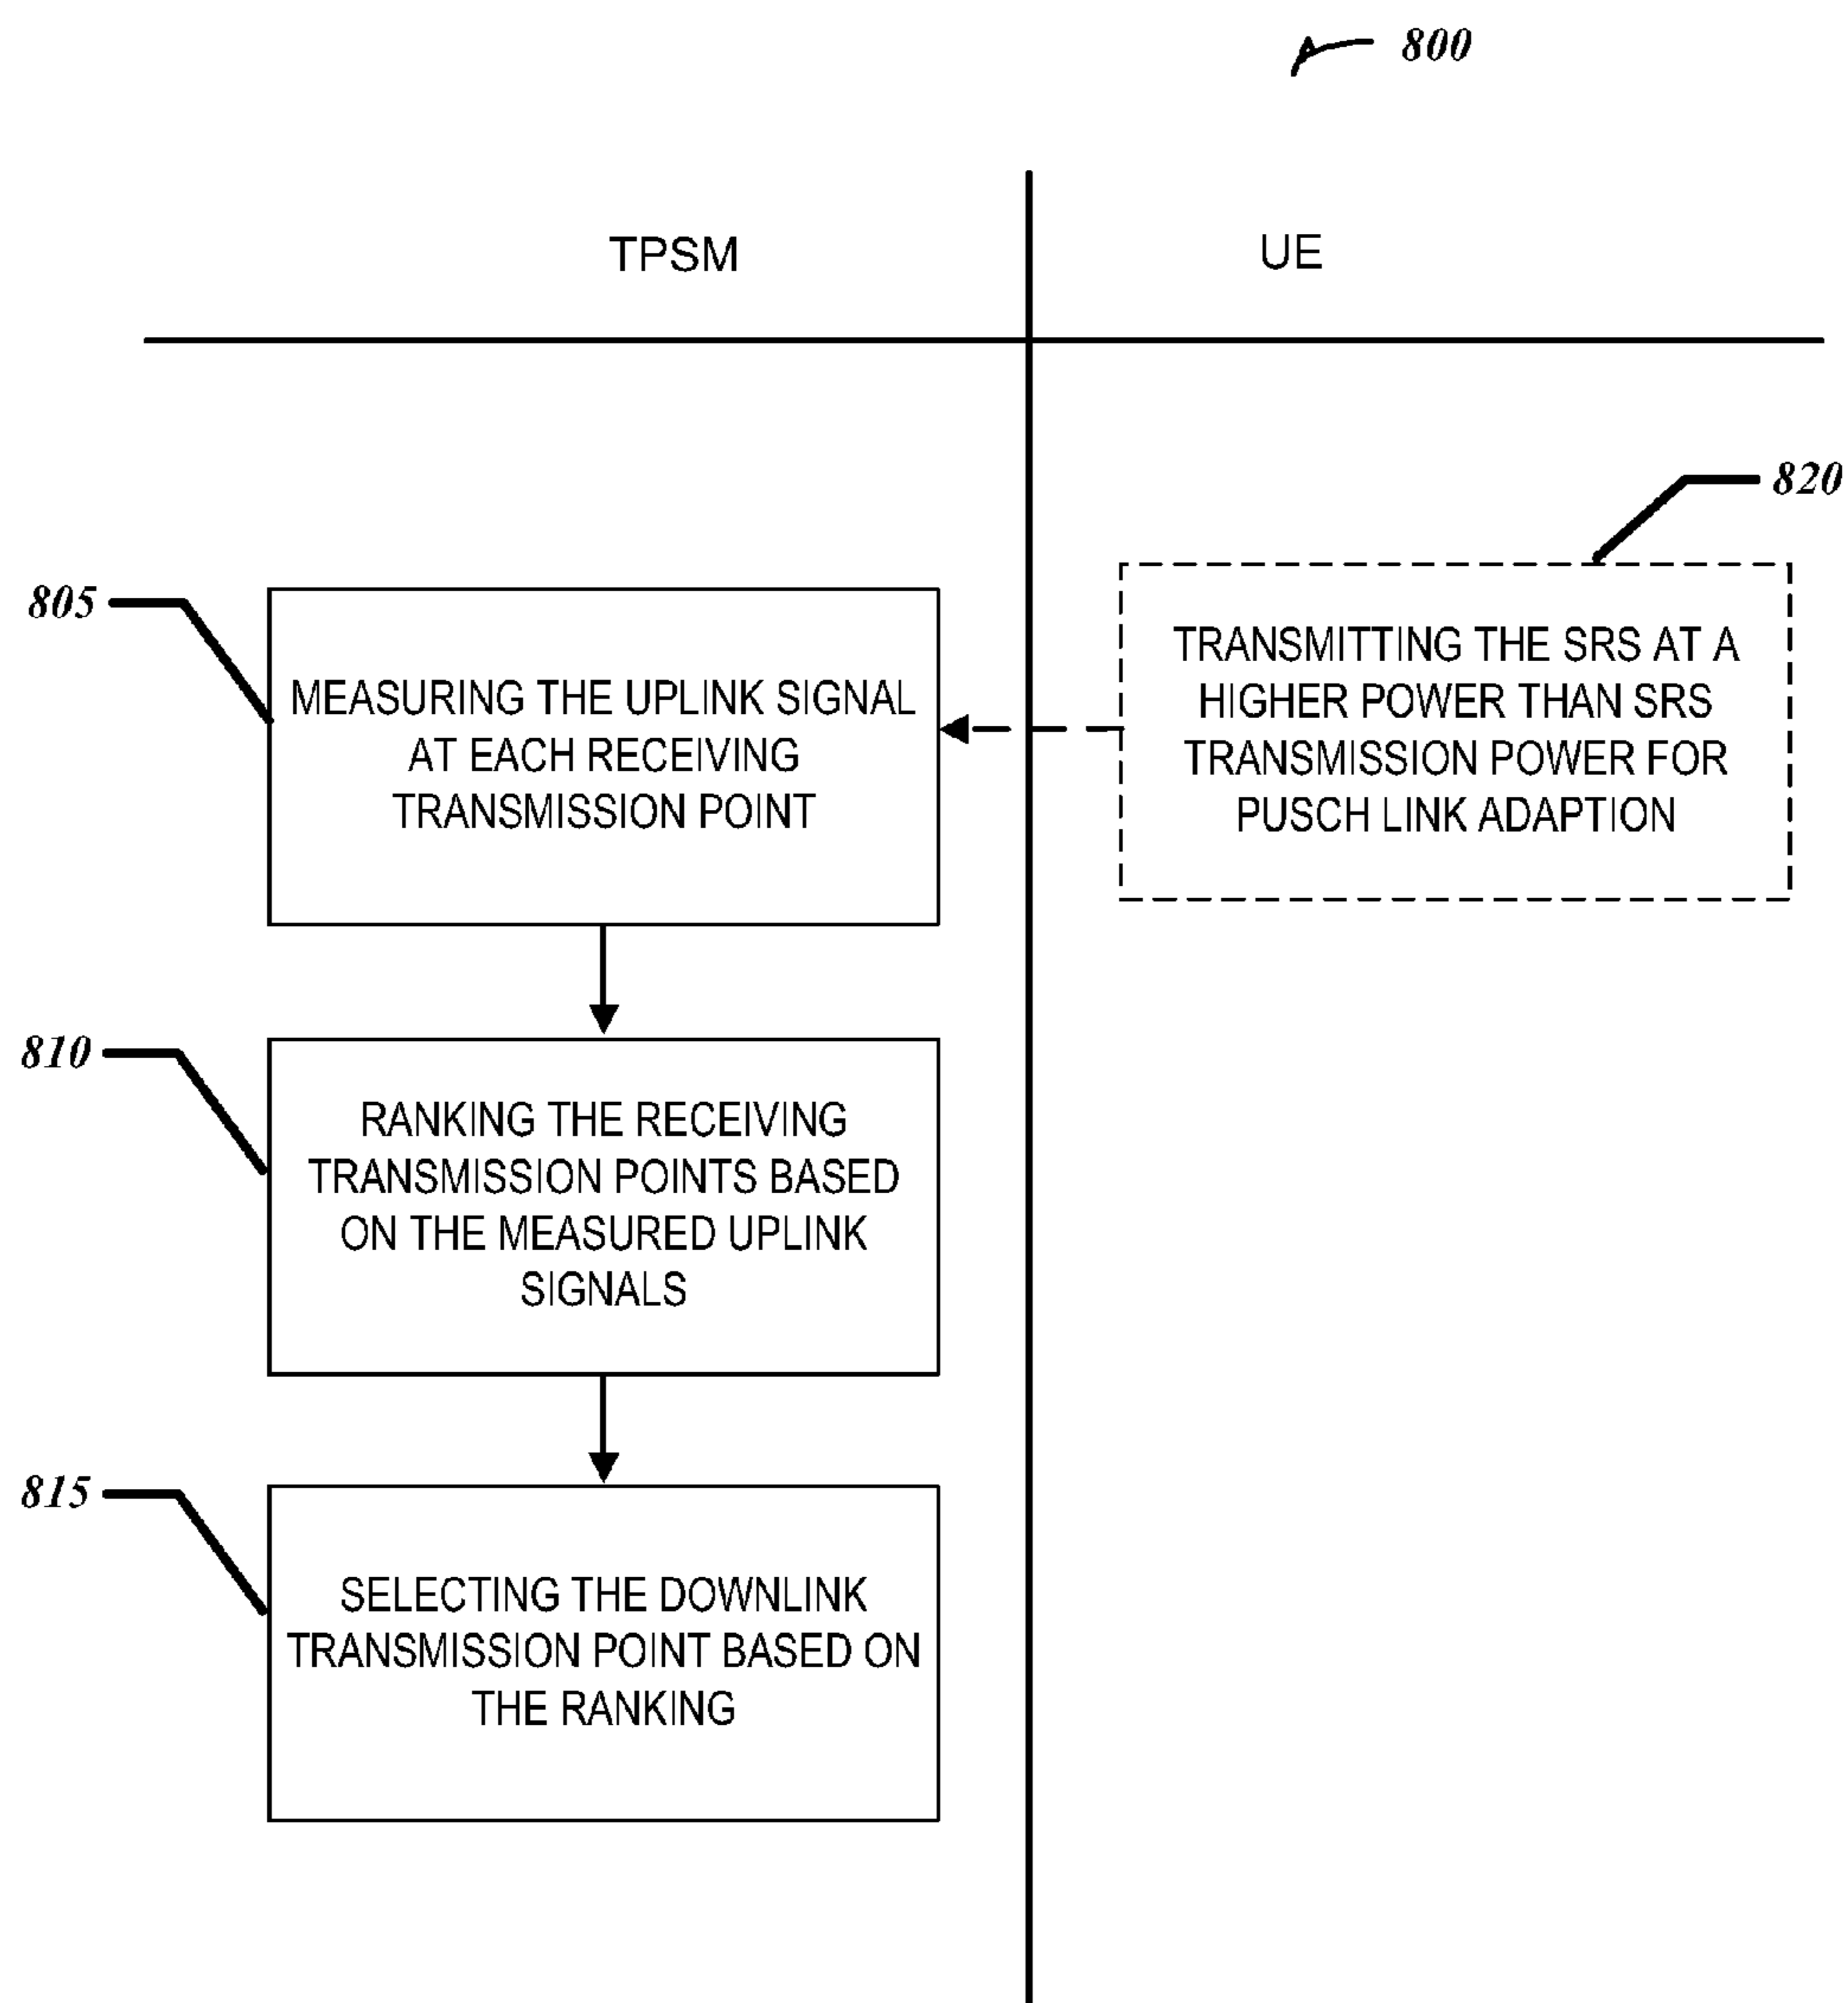 800
TPSM
UE
820
805
MEASURING THE UPLINK SIGNAL
AT EACH RECEIVING
TRANSMISSION POINT
TRANSMITTING THE SRS AT A
HIGHER POWER THAN SRS
TRANSMISSION POWER FOR
PUSCH LINK ADAPTION
810
RANKING THE RECEIVING
TRANSMISSION POINTS BASED
ON THE MEASURED UPLINK
SIGNALS
815
SELECTING THE DOWNLINK
TRANSMISSION POINT BASED ON
THE RANKING